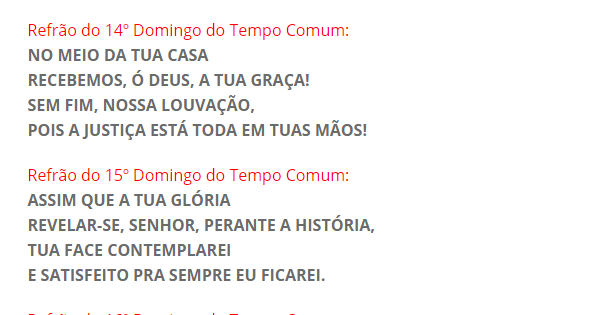 Refrão do 14º Domingo do Tempo Comum:
NO MEIO DA TUA CASA
RECEBEMOS, Ó DEUS, A TUA GRAÇA!
SEM FIM, NOSSA LOUVAÇÃO,
POIS A JUSTIÇA ESTÁ TODA EM TUAS MÃOS!
Refrão do 15º Domingo do Tempo Comum:
ASSIM QUE A TUA GLÓRIA
REVELAR-SE, SENHOR, PERANTE A HISTÓRIA,
TUA FACE CONTEMPLAREI
E SATISFEITO PRA SEMPRE EU FICAREI.